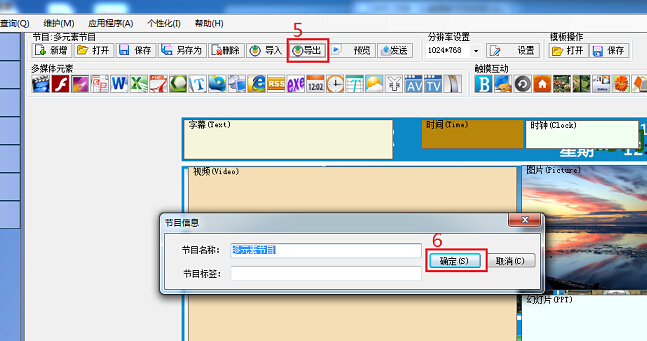 查询(Q) 维护(M) 应用程序(A) 个性化(I) 帮助(H)
5
节目:多元素节目 分辨率设置 模板操作
新增 打开 保存 另存为 删除 导入 导出 预览 发送 1024*768 设置 打开 保存
多媒体元素 触摸互动
W X RSS exe 12:02 AV TV B
字幕(Text) 时间(Time) 时钟(Clock)
星期
视频(Video) 图片(Picture)
节目信息
6
节目名称: 多元素节目 确定(S) 取消(C)
节目标签:
幻灯片(PPT)